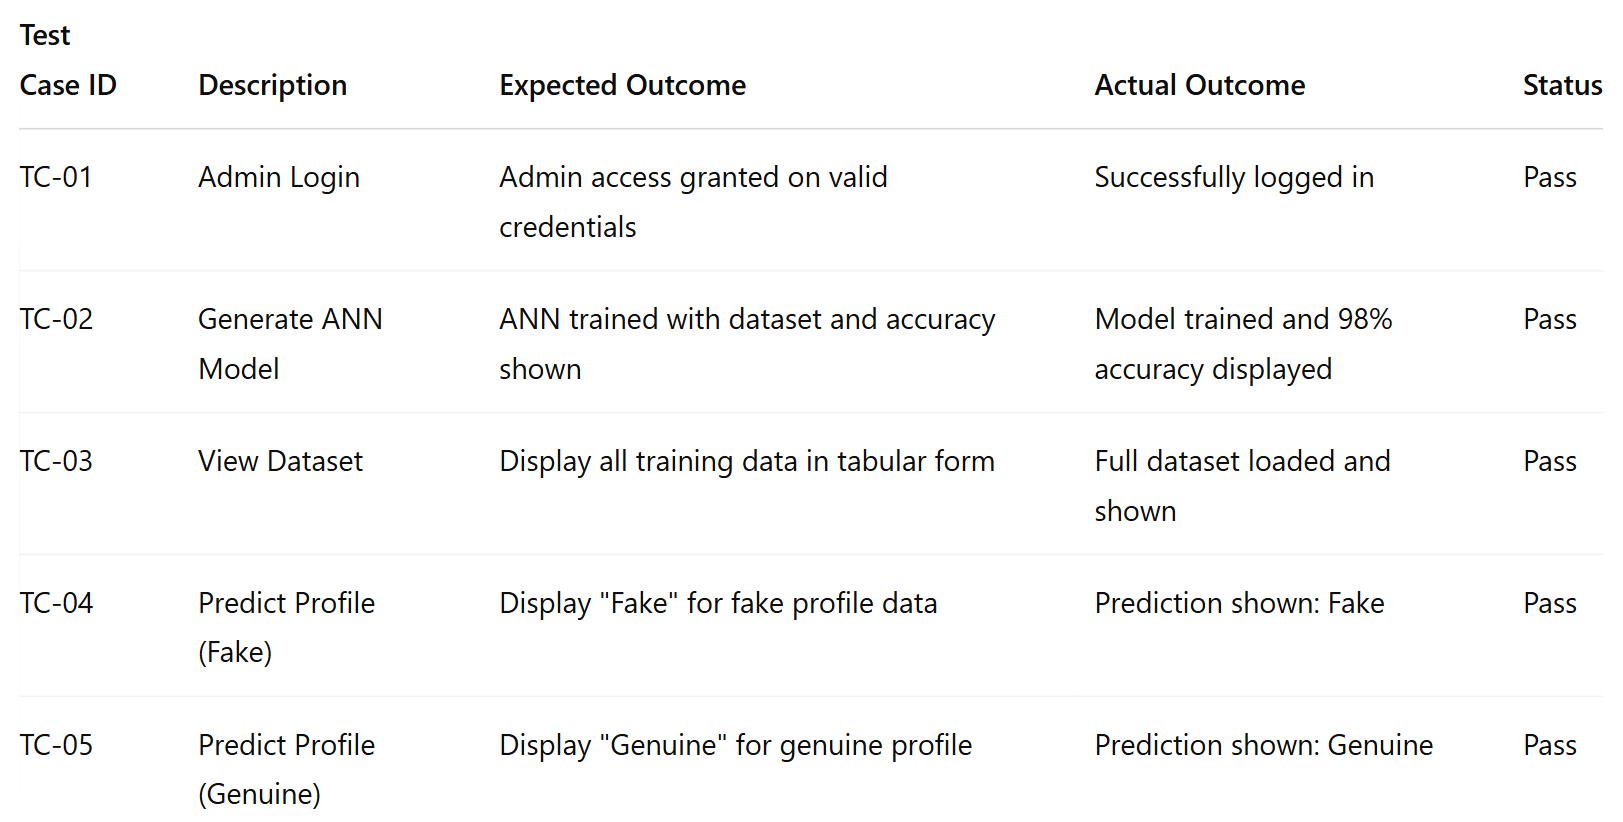 Test
Case ID Description Expected Outcome Actual Outcome Status
TC-01 Admin Login Admin access granted on valid Successfully logged in Pass
credentials
TC-02 Generate ANN ANN trained with dataset and accuracy Model trained and 98% Pass
Model shown accuracy displayed
TC-03 View Dataset Display all training data in tabular form Full dataset loaded and Pass
shown
TC-04 Predict Profile Display "Fake" for fake profile data Prediction shown: Fake Pass
(Fake)
TC-05 Predict Profile Display "Genuine" for genuine profile Prediction shown: Genuine Pass
(Genuine)